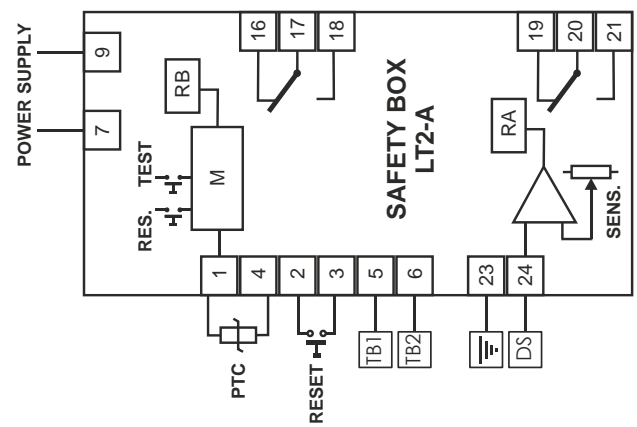 POWER SUPPLY
7
9
RES.
TEST
M
RB
16
17
18
SAFETY BOX
LT2-A
RA
SENS.
19
20
21
1
4
2
3
5
6
23
24
PTC
RESET
TB1
TB2
DS